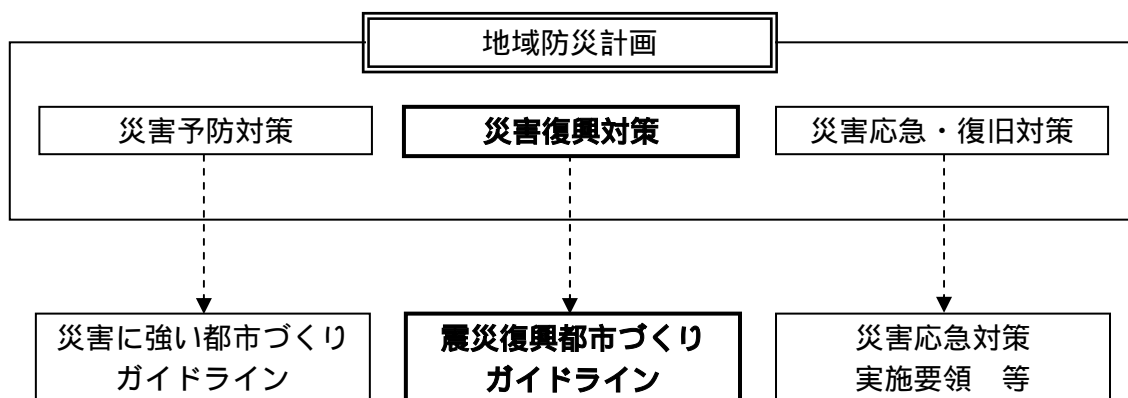 地域防災計画
災害予防対策
災害復興対策
災害応急・復旧対策
災害に強い都市づくり
ガイドライン
震災復興都市づくり
ガイドライン
災害応急対策
実施要領　等